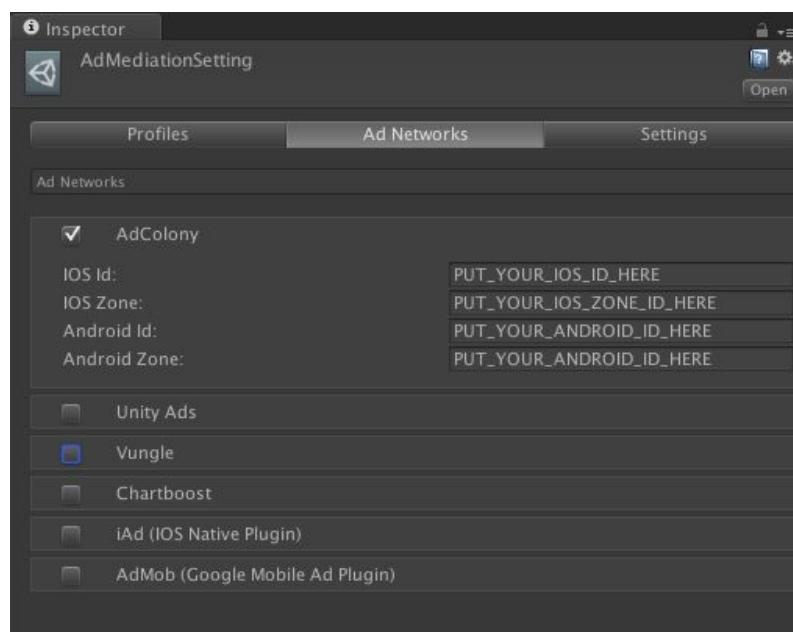 Inspector
AdMediationSetting
Open
Profiles Ad Networks Settings
Ad Networks
AdColony
IOS Id: PUT_YOUR_IOS_ID_HERE
IOS Zone: PUT_YOUR_IOS_ZONE_ID_HERE
Android Id: PUT_YOUR_ANDROID_ID_HERE
Android Zone: PUT_YOUR_ANDROID_ID_HERE
Unity Ads
Vungle
Chartboost
iAd (IOS Native Plugin)
AdMob (Google Mobile Ad Plugin)